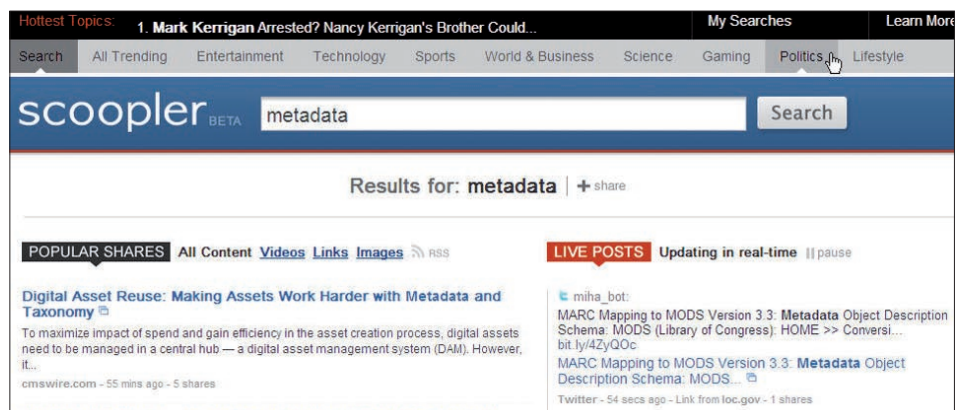 Hottest Topics: 1. Mark Kerrigan Arrested? Nancy Kerrigan's Brother Could... My Searches Learn More
Search All Trending Entertainment Technology Sports World & Business Science Gaming Politics Lifestyle
scoopler BETA metadata Search
Results for: metadata + share
POPULAR SHARES All Content Videos Links Images RSS
Digital Asset Reuse: Making Assets Work Harder with Metadata and
Taxonomy
To maximize impact of spend and gain efficiency in the asset creation process, digital assets
need to be managed in a central hub — a digital asset management system (DAM). However,
it...
cmswire.com - 55 mins ago - 5 shares
LIVE POSTS Updating in real-time pause
miha_bot:
MARC Mapping to MODS Version 3.3: Metadata Object Description
Schema: MODS (Library of Congress): HOME >> Conversi...
bit.ly/4ZyQOc
MARC Mapping to MODS Version 3.3: Metadata Object
Description Schema: MODS...
Twitter - 54 secs ago - Link from loc.gov - 1 shares